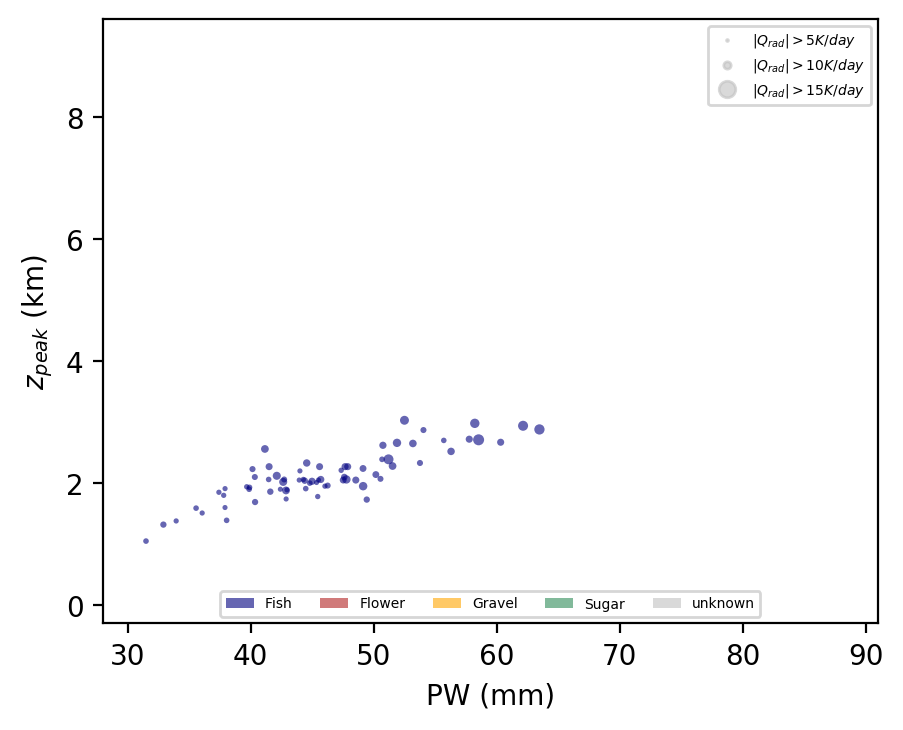 |Q_rad| > 5K/day
|Q_rad| > 10K/day
|Q_rad| > 15K/day
8
6
4
2
0
z_peak (km)
Fish Flower Gravel Sugar unknown
30 40 50 60 70 80 90
PW (mm)